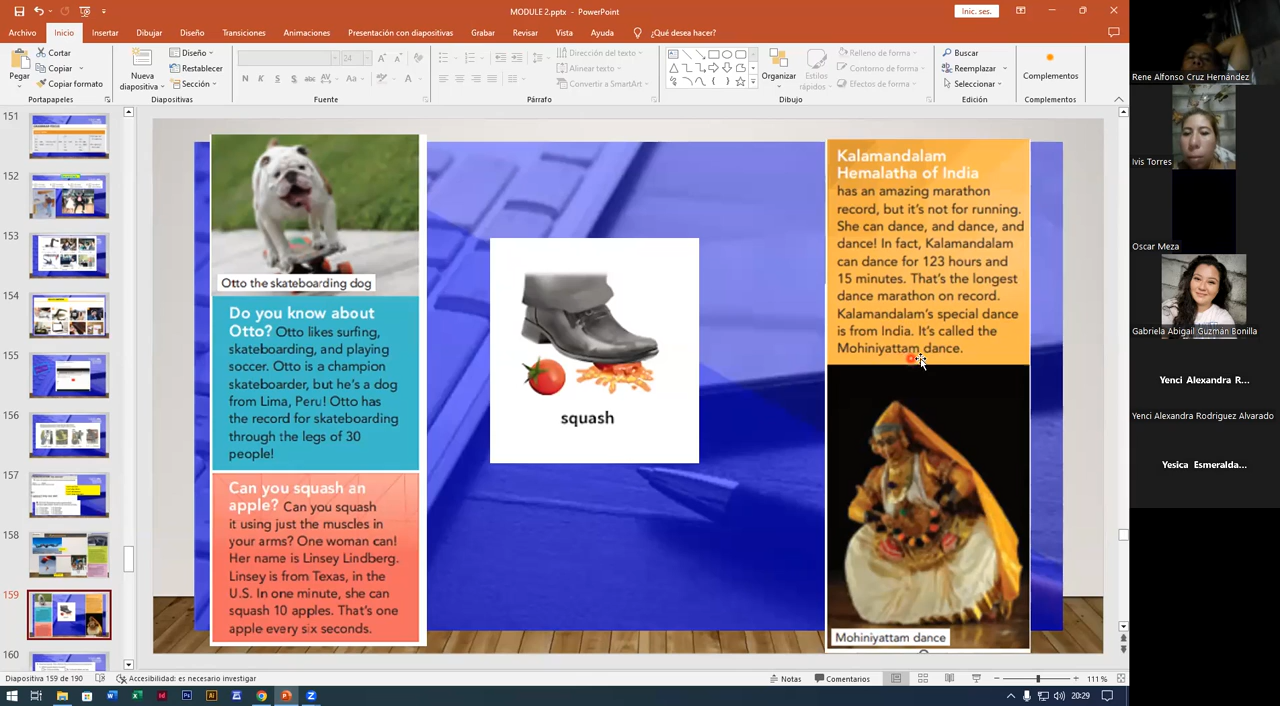 MODULE 2.pptx - PowerPoint
Inic. ses.
Archivo Inicio Insertar Dibujar Diseño Transiciones Animaciones Presentación con diapositivas Grabar Revisar Vista Ayuda ¿Qué desea hacer?
Pegar
Cortar
Copiar
Copiar formato
Portapapeles
Nueva
diapositiva
Diseño
Restablecer
Sección
Diapositivas
24
N K S S abc AV Aa A
Fuente
Párrafo
Dirección del texto
Alinear texto
Convertir a SmartArt
Organizar
Estilos
rápidos
Relleno de forma
Contorno de forma
Efectos de forma
Dibujo
Buscar
Reemplazar
Seleccionar
Edición
Complementos
Complementos
151
152
153
154
155
156
157
158
159
160
Otto the skateboarding dog
Do you know about
Otto? Otto likes surfing,
skateboarding, and playing
soccer. Otto is a champion
skateboarder, but he's a dog
from Lima, Peru! Otto has
the record for skateboarding
through the legs of 30
people!
Can you squash an
apple? Can you squash
it using just the muscles in
your arms? One woman can!
Her name is Linsey Lindberg.
Linsey is from Texas, in the
U.S. In one minute, she can
squash 10 apples. That's one
apple every six seconds.
squash
Kalamandalam
Hemalatha of India
has an amazing marathon
record, but it's not for running.
She can dance, and dance, and
dance! In fact, Kalamandalam
can dance for 123 hours and
15 minutes. That's the longest
dance marathon on record.
Kalamandalam's special dance
is from India. It's called the
Mohiniyattam dance.
Mohiniyattam dance
Rene Alfonso Cruz Hernández
Ivis Torres
Oscar Meza
Gabriela Abigail Guzmán Bonilla
Yenci Alexandra R...
Yenci Alexandra Rodriguez Alvarado
Yesica Esmeralda...
Diapositiva 159 de 190
Accesibilidad: es necesario investigar
Notas
Comentarios
111 %
20:29